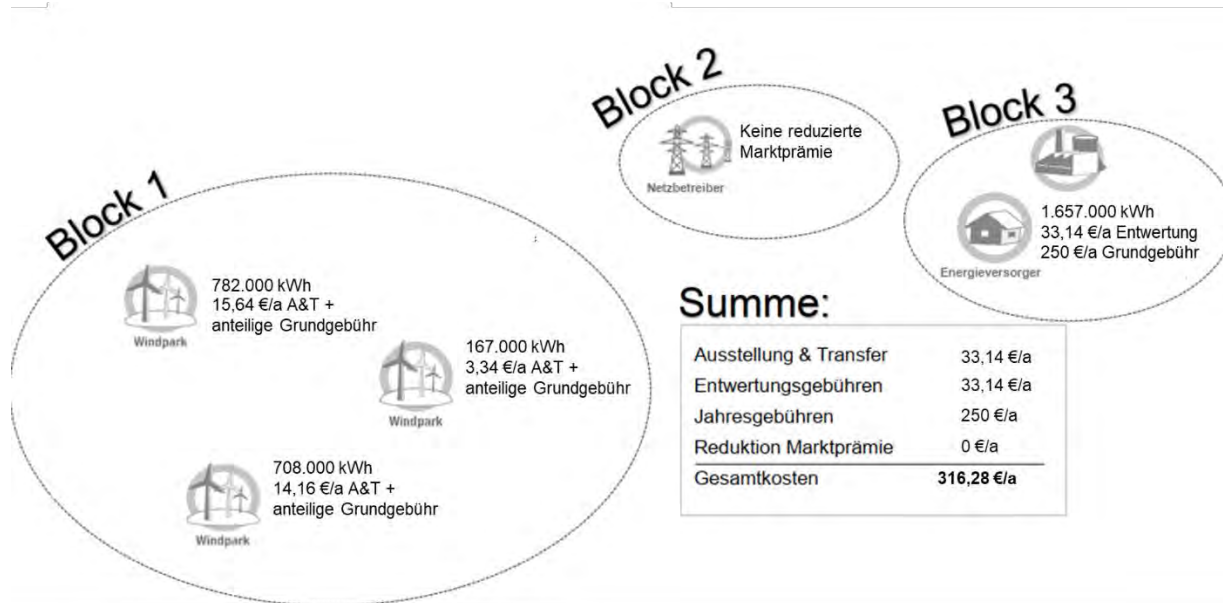 Block 1
782.000 kWh
15,64 €/a A&T +
anteilige Grundgebühr
Windpark
167.000 kWh
3,34 €/a A&T +
anteilige Grundgebühr
Windpark
708.000 kWh
14,16 €/a A&T +
anteilige Grundgebühr
Windpark
Block 2
Keine reduzierte
Marktprämie
Netzbetreiber
Block 3
1.657.000 kWh
33,14 €/a Entwertung
250 €/a Grundgebühr
Energieversorger
Summe:
Ausstellung & Transfer 33,14 €/a
Entwertungsgebühren 33,14 €/a
Jahresgebühren 250 €/a
Reduktion Marktprämie 0 €/a
Gesamtkosten 316,28 €/a